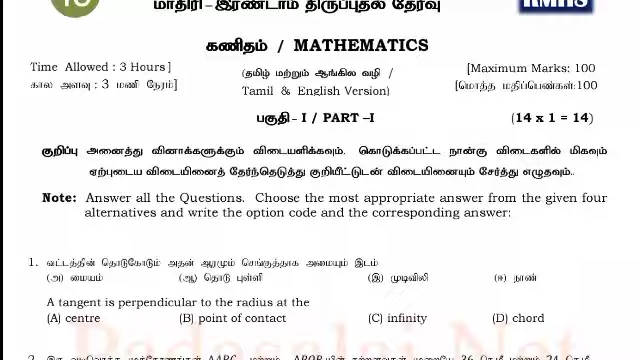 10
மாதிரி – இரண்டாம் திருப்புதல் தேர்வு
RMHS
கணிதம் / MATHEMATICS
Time Allowed : 3 Hours ]
(தமிழ் மற்றும் ஆங்கில வழி /
[Maximum Marks: 100
கால அளவு : 3 மணி நேரம்]
Tamil & English Version)
[மொத்த மதிப்பெண்கள்:100
பகுதி - I / PART –I
(14 x 1 = 14)
குறிப்பு அனைத்து வினாக்களுக்கும் விடையளிக்கவும். கொடுக்கப்பட்ட நான்கு விடைகளில் மிகவும்
ஏற்புடைய விடையினைத் தேர்ந்தெடுத்து குறியீட்டுடன் விடையினையும் சேர்த்து எழுதவும்.
Note: Answer all the Questions. Choose the most appropriate answer from the given four
alternatives and write the option code and the corresponding answer:
1. வட்டத்தின் தொடுகோடும் அதன் ஆரமும் செங்குத்தாக அமையும் இடம்
(அ) மையம் (ஆ) தொடு புள்ளி (இ) முடிவிலி (ஈ) நாண்
A tangent is perpendicular to the radius at the
(A) centre (B) point of contact (C) infinity (D) chord